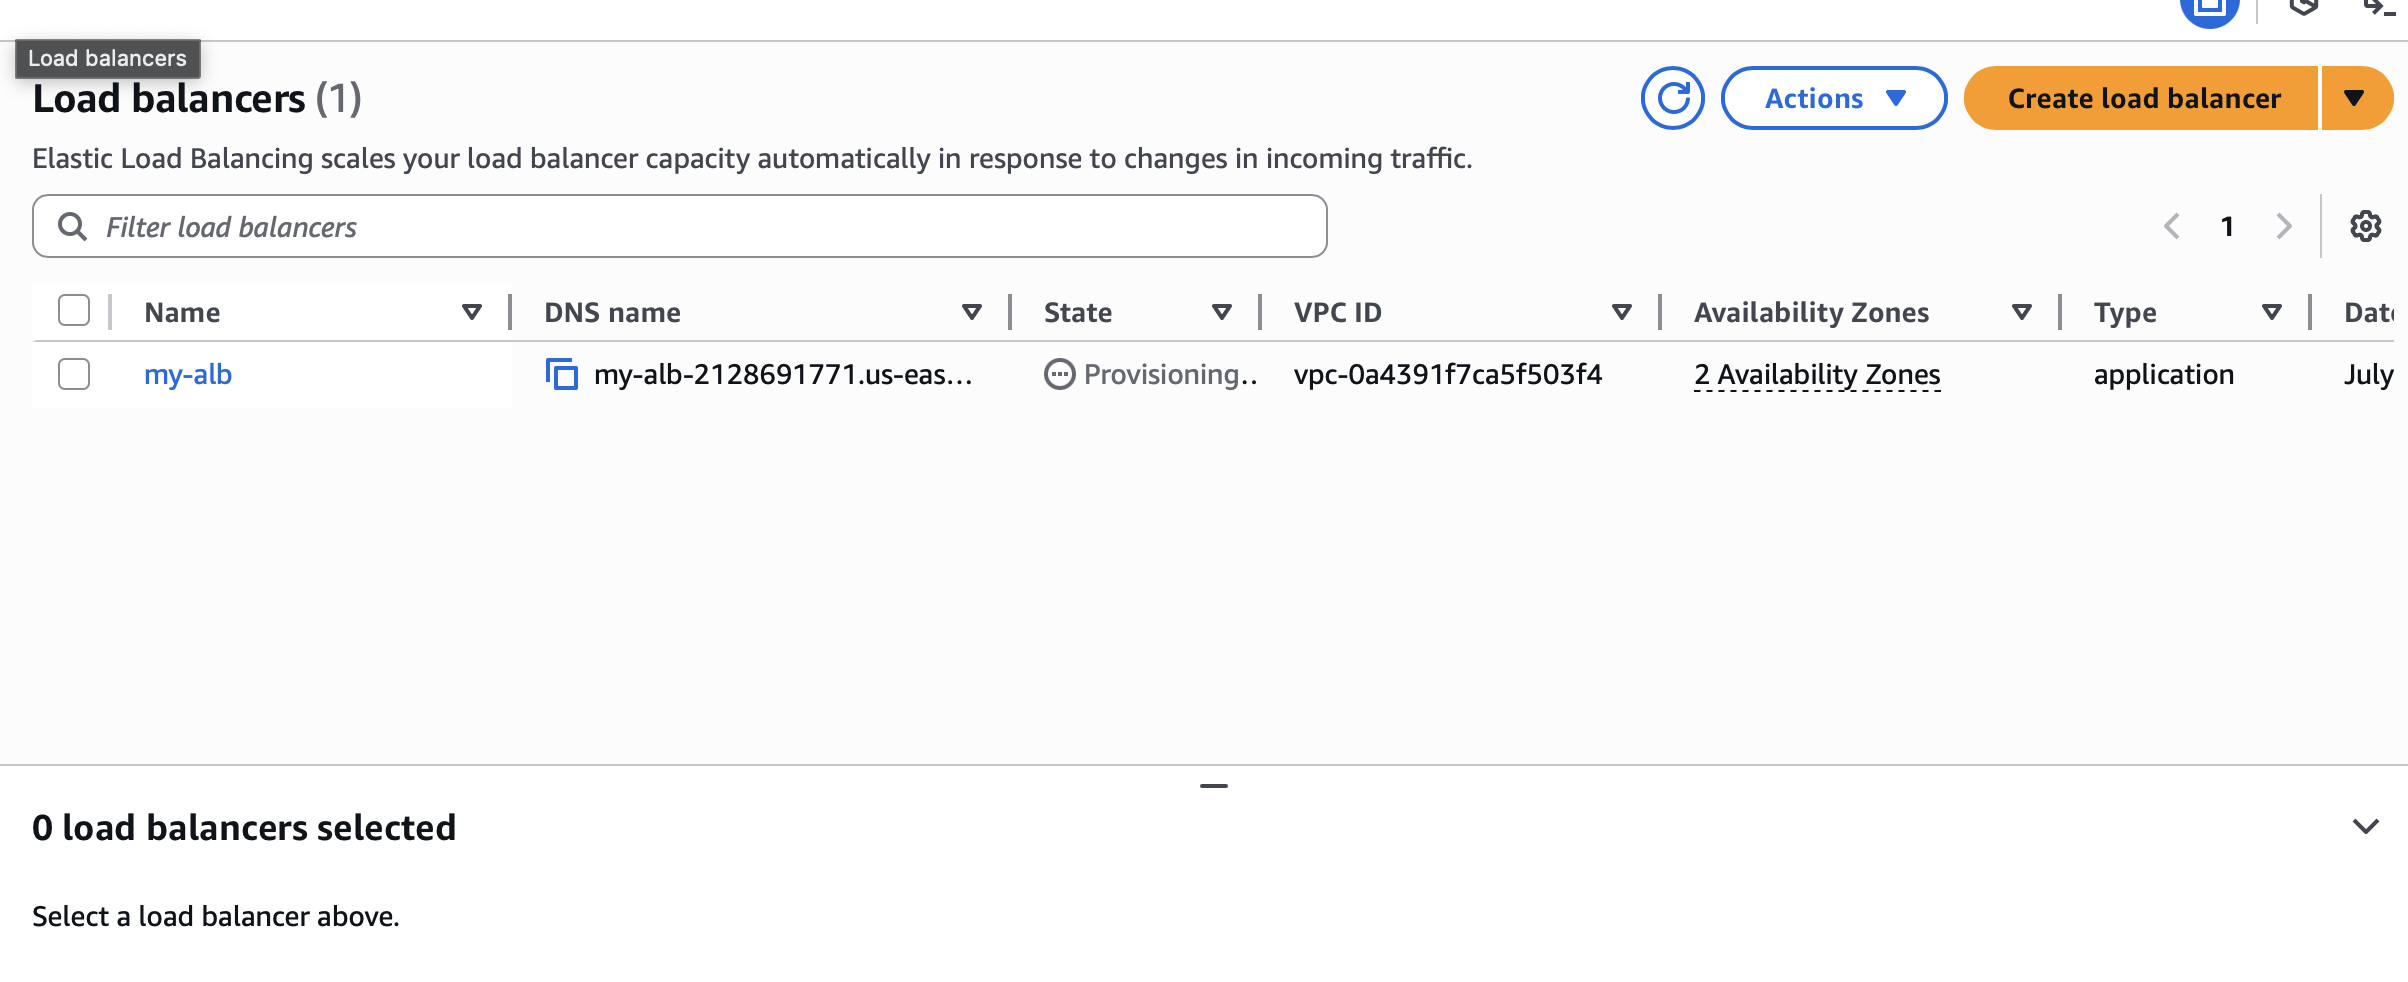 Load balancers
Load balancers (1)
Actions
Create load balancer
Elastic Load Balancing scales your load balancer capacity automatically in response to changes in incoming traffic.
Filter load balancers
1
Name DNS name State VPC ID Availability Zones Type Date
my-alb my-alb-2128691771.us-eas... Provisioning.. vpc-0a4391f7ca5f503f4 2 Availability Zones application July
0 load balancers selected
Select a load balancer above.